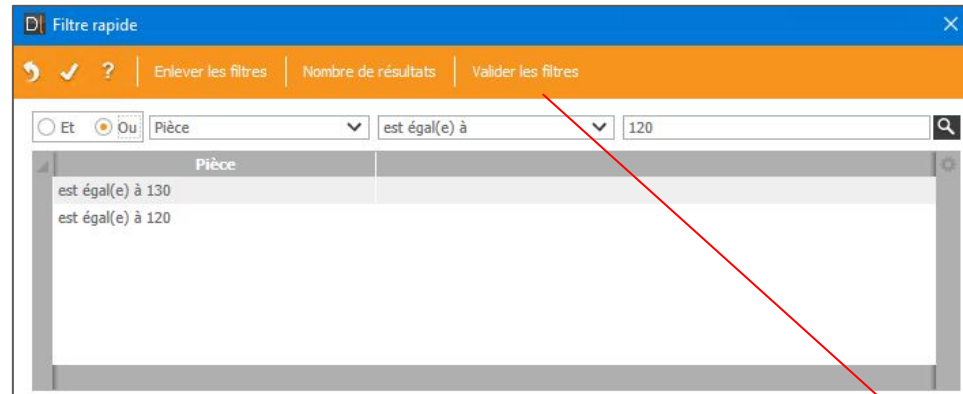 D Filtre rapide
? Enlever les filtres Nombre de résultats Valider les filtres
Et Ou Pièce est égal(e) à 120
Pièce
est égal(e) à 130
est égal(e) à 120